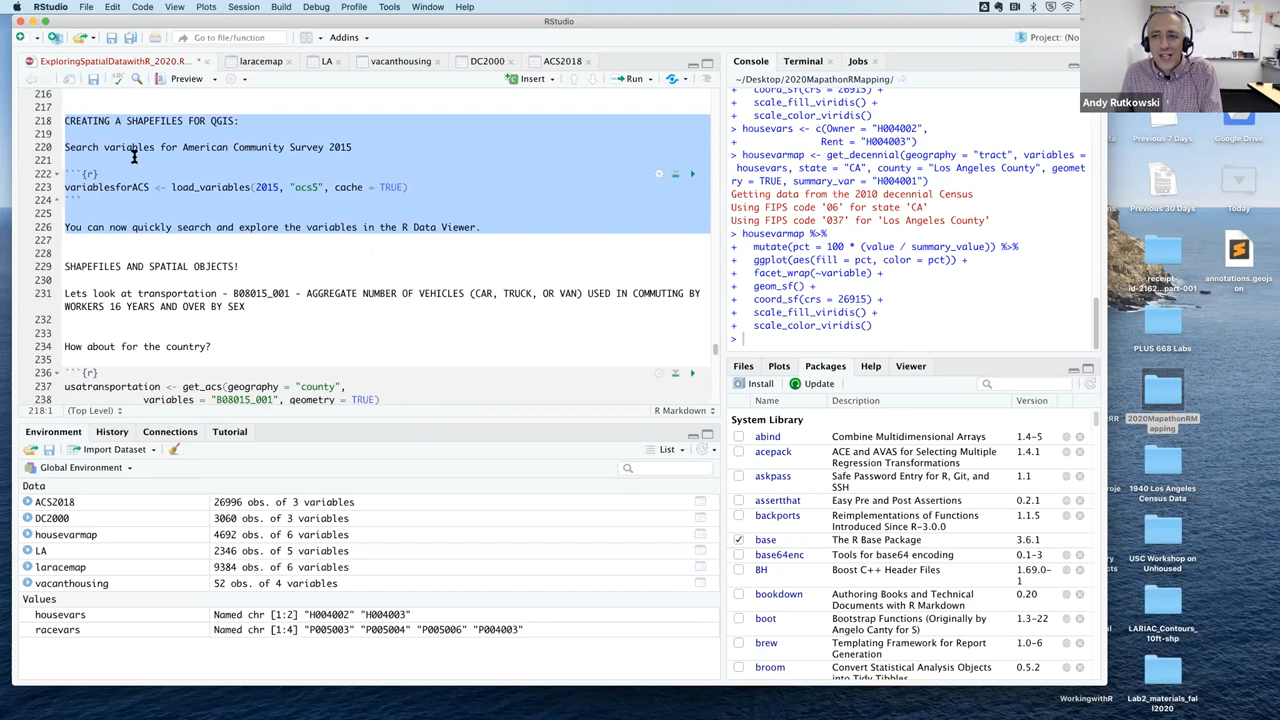 RStudio File Edit Code View Plots Session Build Debug Profile Tools Window Help
RStudio
Go to file/function Addins Project: (No
ExploringSpatialDatawithR_2020.R... laracemap LA vacanthousing DC2000 ACS2018
Preview Insert Run
216
217
218 CREATING A SHAPEFILES FOR QGIS:
219
220 Search variables for American Community Survey 2015
221
222 ```{r}
223 variablesforACS <- load_variables(2015, "acs5", cache = TRUE)
224 ```
225
226 You can now quickly search and explore the variables in the R Data Viewer.
227
228
229 SHAPEFILES AND SPATIAL OBJECTS!
230
231 Lets look at transportation - B08015_001 - AGGREGATE NUMBER OF VEHICLES (CAR, TRUCK, OR VAN) USED IN COMMUTING BY
WORKERS 16 YEARS AND OVER BY SEX
232
233
234 How about for the country?
235
236 ```{r}
237 usatransportation <- get_acs(geography = "county",
238 variables = "B08015_001", geometry = TRUE)
218:1 (Top Level) R Markdown
Environment History Connections Tutorial
Import Dataset List
Global Environment
Data
ACS2018 26996 obs. of 3 variables
DC2000 3060 obs. of 3 variables
housevarmap 4692 obs. of 6 variables
LA 2346 obs. of 5 variables
laracemap 9384 obs. of 6 variables
vacanthousing 52 obs. of 4 variables
Values
housevars Named chr [1:2] "H004002" "H004003"
racevars Named chr [1:4] "P005003" "P005004" "P005006" "P004003"
Console Terminal Jobs
~/Desktop/2020MapathonRMapping/
+ coord_sf(crs = 26915) +
+ scale_fill_viridis() +
+ scale_color_viridis()
> housevars <- c(Owner = "H004002",
+ Rent = "H004003")
> housevarmap <- get_decennial(geography = "tract", variables =
housevars, state = "CA", county = "Los Angeles County", geomet
ry = TRUE, summary_var = "H004001")
Getting data from the 2010 decennial Census
Using FIPS code '06' for state 'CA'
Using FIPS code '037' for 'Los Angeles County'
> housevarmap %>%
+ mutate(pct = 100 * (value / summary_value)) %>%
+ ggplot(aes(fill = pct, color = pct)) +
+ facet_wrap(~variable) +
+ geom_sf() +
+ coord_sf(crs = 26915) +
+ scale_fill_viridis() +
+ scale_color_viridis()
>
Files Plots Packages Help Viewer
Install Update
Name Description Version
System Library
abind Combine Multidimensional Arrays 1.4-5
acepack ACE and AVAS for Selecting Multiple Regression Transformations 1.4.1
askpass Safe Password Entry for R, Git, and SSH 1.1
assertthat Easy Pre and Post Assertions 0.2.1
backports Reimplementations of Functions Introduced Since R-3.0.0 1.1.5
base The R Base Package 3.6.1
base64enc Tools for base64 encoding 0.1-3
BH Boost C++ Header Files 1.69.0-1
bookdown Authoring Books and Technical Documents with R Markdown 0.20
boot Bootstrap Functions (Originally by Angelo Canty for S) 1.3-22
brew Templating Framework for Report Generation 1.0-6
broom Convert Statistical Analysis Objects into Tidy Tibbles 0.5.2
Andy Rutkowski
Previous 7 Days Google Drive
Previous 30 Days Today
receipt-id-2162...part-001 annotations.geojson
PLUS 668 Labs
2020MapathonRMapping
1940 Los Angeles Census Data
USC Workshop on Unhoused
LARIAC_Contours_10ft-shp
WorkingwithR Lab2_materials_fall2020